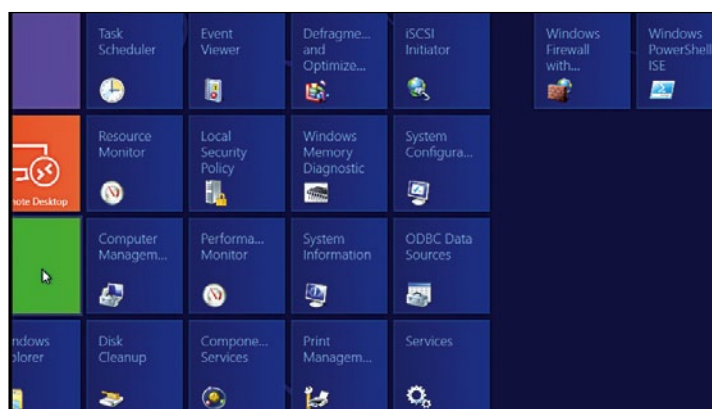 Task
Scheduler
Event
Viewer
Defragme...
and
Optimize...
iSCSI
Initiator
Windows
Firewall
with...
Windows
PowerShell
ISE
Resource
Monitor
Local
Security
Policy
Windows
Memory
Diagnostic
System
Configura...
note Desktop
Computer
Managem...
Performa...
Monitor
System
Information
ODBC Data
Sources
ndows
plorer
Disk
Cleanup
Compone...
Services
Print
Managem...
Services